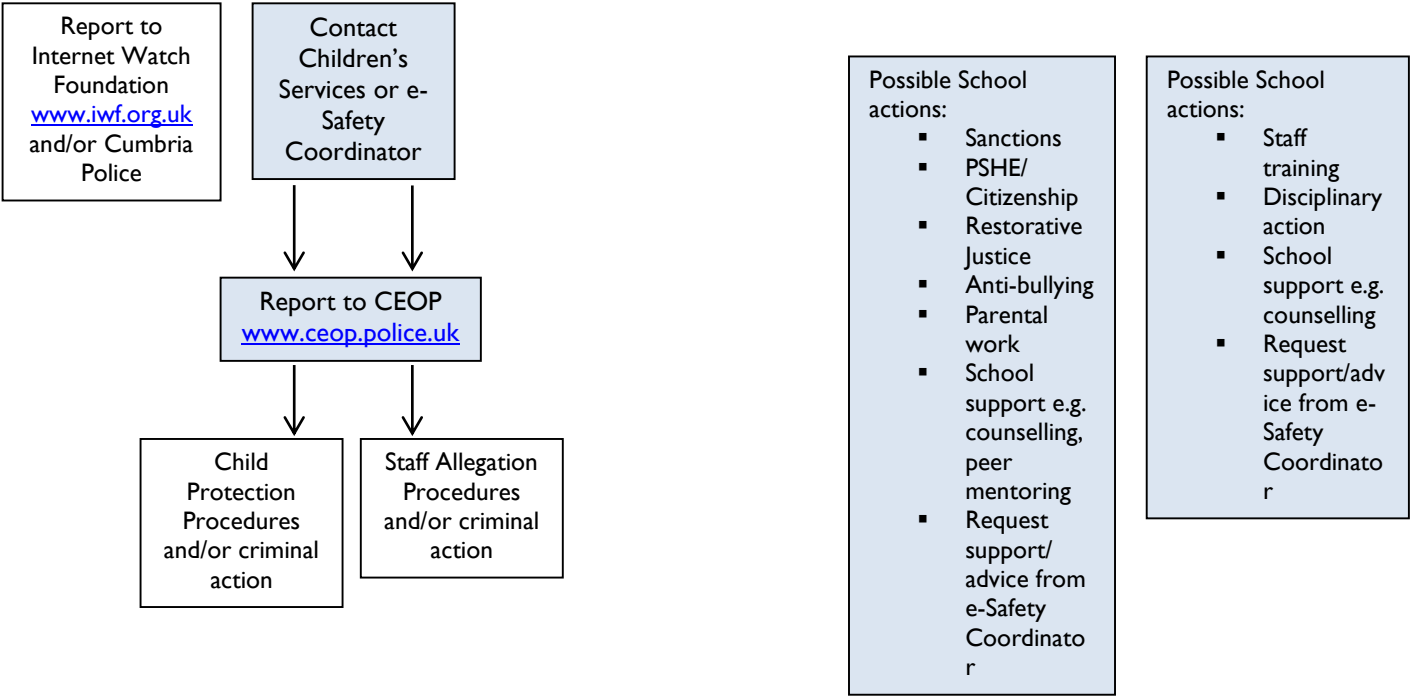 Report to
Internet Watch
Foundation
www.iwf.org.uk
and/or Cumbria
Police
Contact
Children’s
Services or e-
Safety
Coordinator
Report to CEOP
www.ceop.police.uk
Child
Protection
Procedures
and/or criminal
action
Staff Allegation
Procedures
and/or criminal
action
Possible School
actions:
▪ Sanctions
▪ PSHE/
Citizenship
▪ Restorative
Justice
▪ Anti-bullying
▪ Parental
work
▪ School
support e.g.
counselling,
peer
mentoring
▪ Request
support/
advice from
e-Safety
Coordinato
r
Possible School
actions:
▪ Staff
training
▪ Disciplinary
action
▪ School
support e.g.
counselling
▪ Request
support/adv
ice from e-
Safety
Coordinato
r